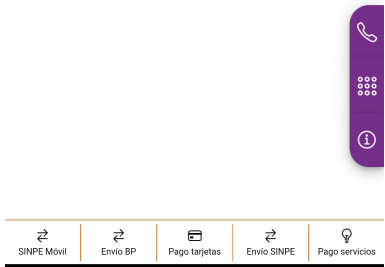 SINPE Móvil
Envío BP
Pago tarjetas
Envío SINPE
Pago servicios